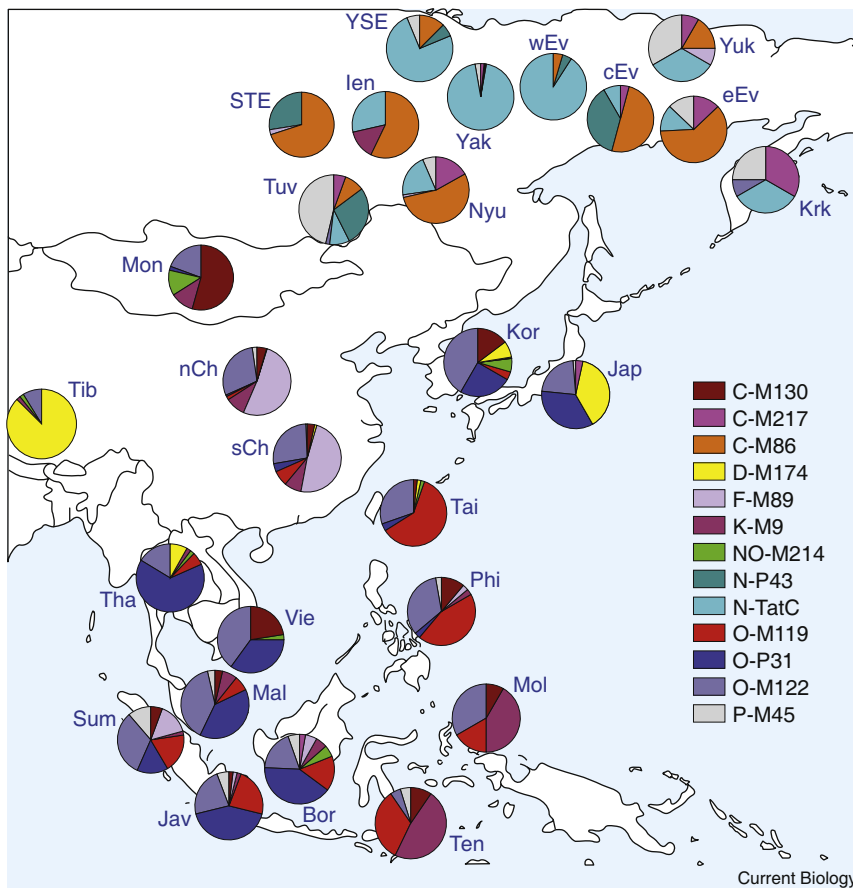 YSE
wEv
Yuk
Ien
cEv
STE
Yak
eEv
Tuv
Nyu
Krk
Mon
Kor
nCh
Jap
Tib
sCh
Tai
Tha
Phi
Vie
Mal
Mol
Sum
Jav
Bor
Ten
C-M130
C-M217
C-M86
D-M174
F-M89
K-M9
NO-M214
N-P43
N-TatC
O-M119
O-P31
O-M122
P-M45
Current Biology